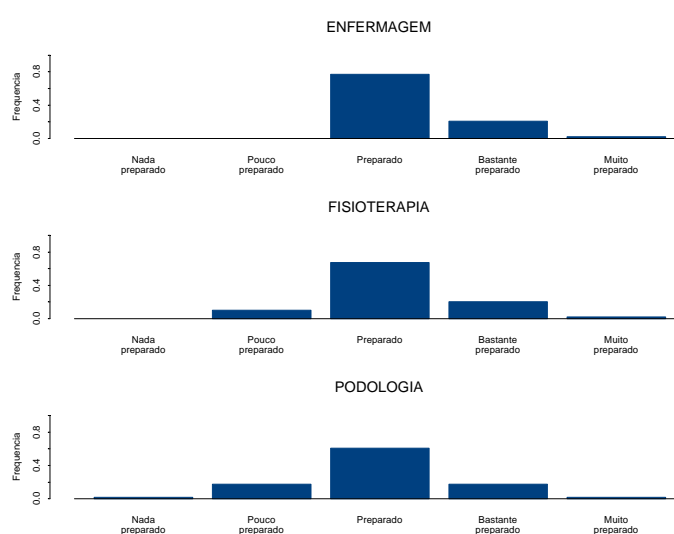 ENFERMAGEM
Frequencia
0.8
0.4
0.0
Nada
preparado
Pouco
preparado
Preparado
Bastante
preparado
Muito
preparado
FISIOTERAPIA
Frequencia
0.8
0.4
0.0
Nada
preparado
Pouco
preparado
Preparado
Bastante
preparado
Muito
preparado
PODOLOGIA
Frequencia
0.8
0.4
0.0
Nada
preparado
Pouco
preparado
Preparado
Bastante
preparado
Muito
preparado